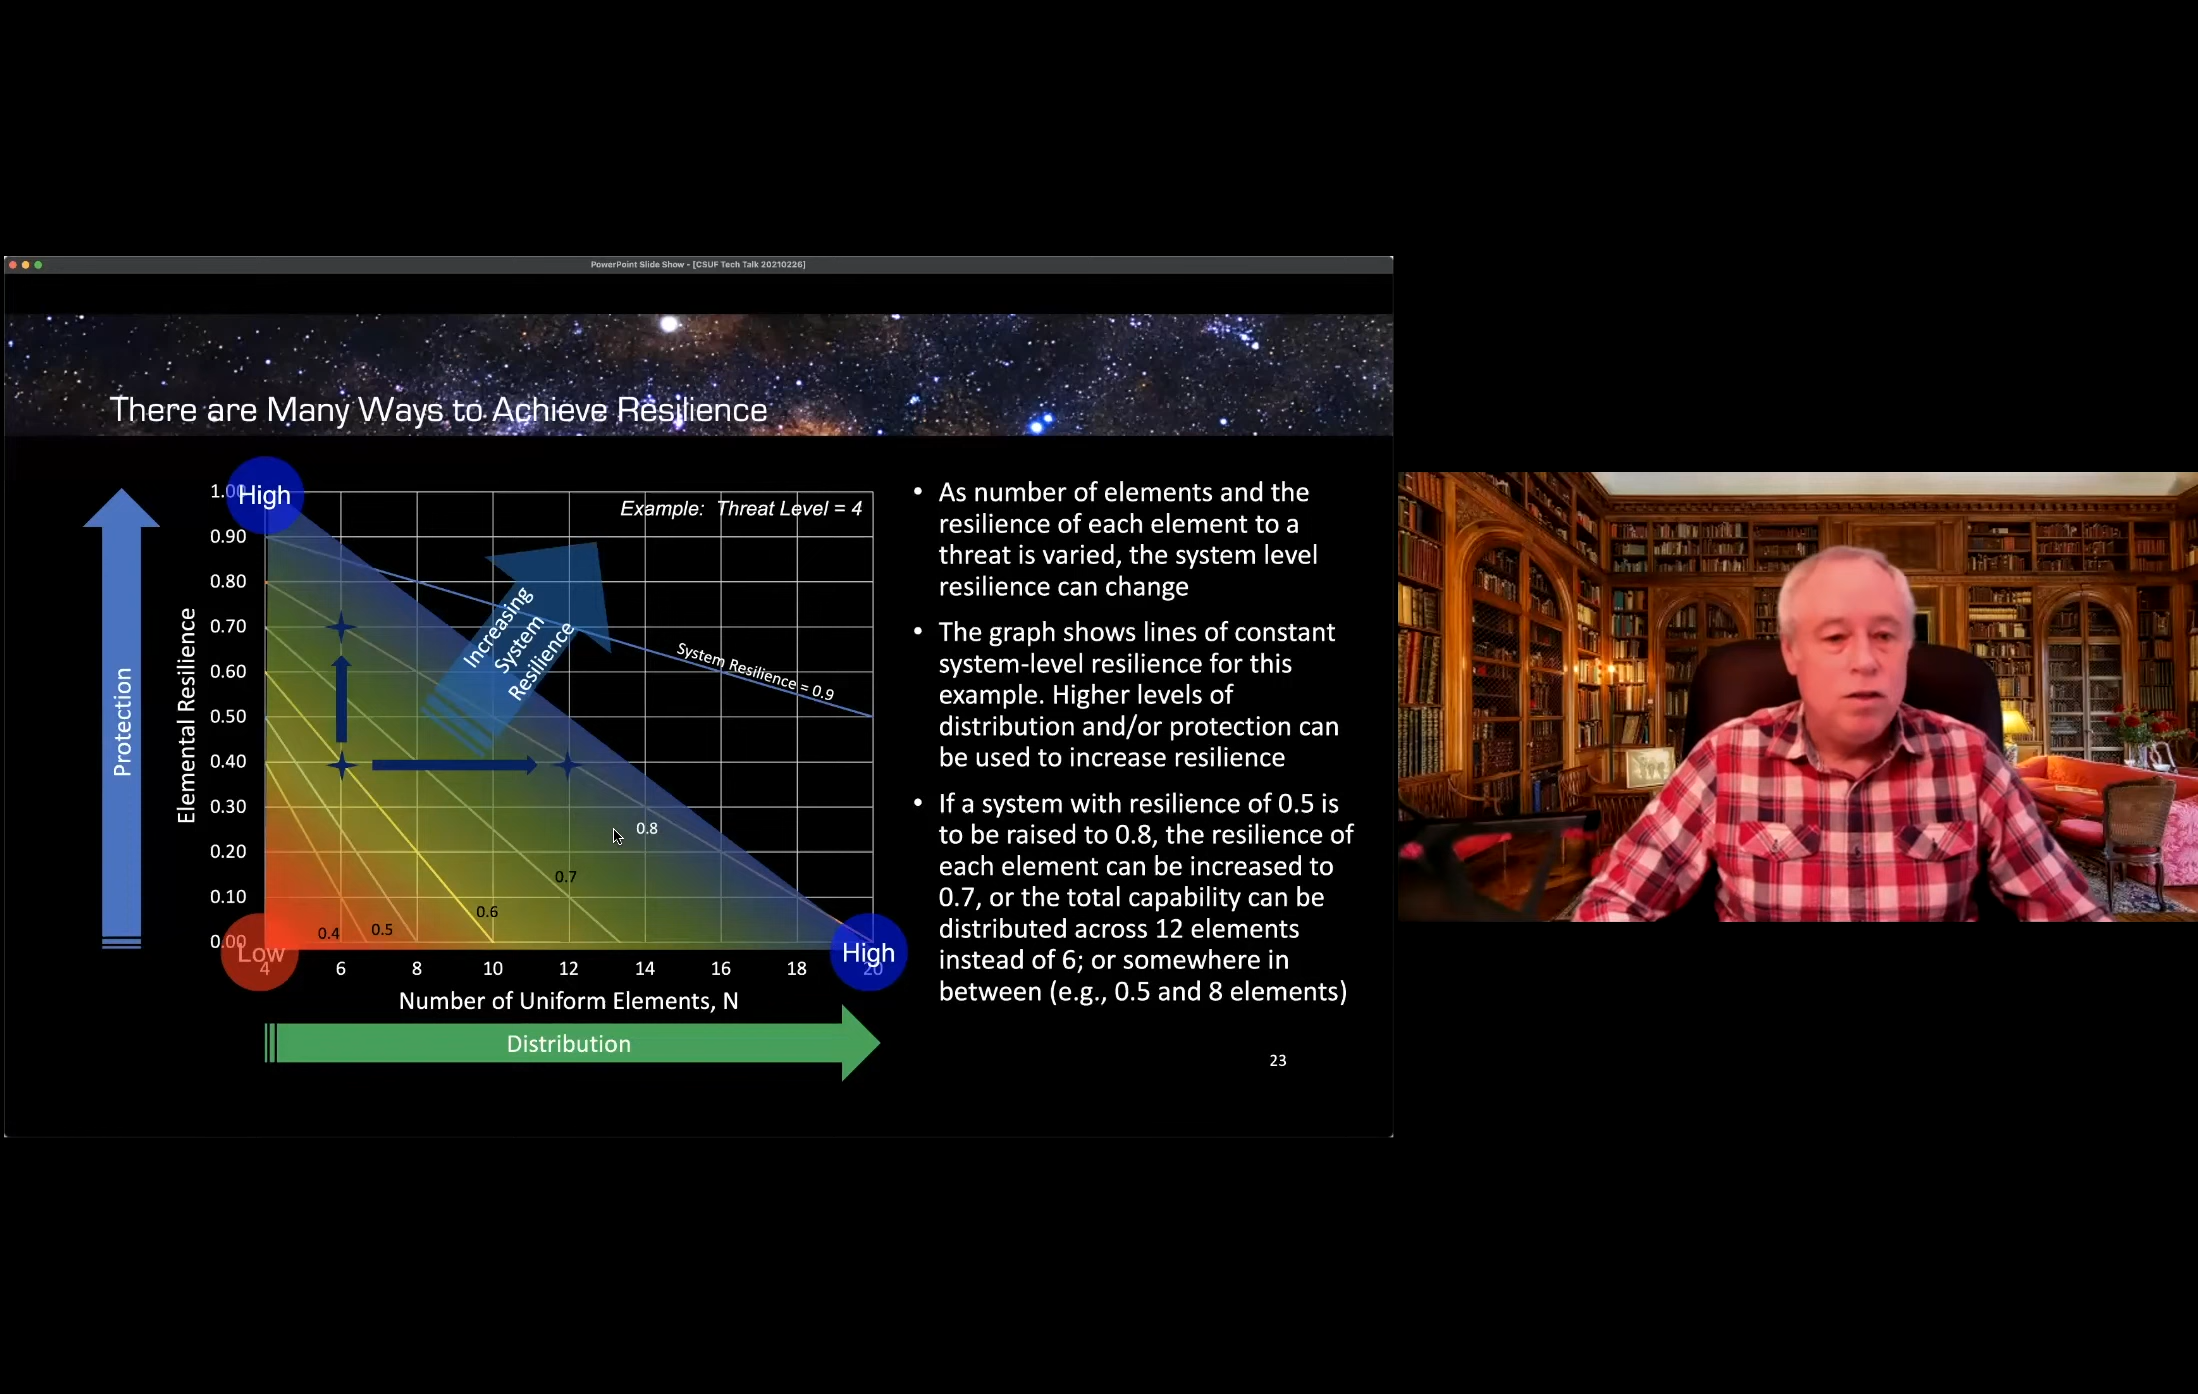 PowerPoint Slide Show - [CSUF Tech Talk 20210226]
There are Many Ways to Achieve Resilience
Protection
Elemental Resilience
1.00
0.90
0.80
0.70
0.60
0.50
0.40
0.30
0.20
0.10
0.00
High
Low
High
Example: Threat Level = 4
Increasing
System
Resilience
System Resilience = 0.9
0.8
0.7
0.6
0.5
0.4
4
6
8
10
12
14
16
18
20
Number of Uniform Elements, N
Distribution
• As number of elements and the
resilience of each element to a
threat is varied, the system level
resilience can change
• The graph shows lines of constant
system-level resilience for this
example. Higher levels of
distribution and/or protection can
be used to increase resilience
• If a system with resilience of 0.5 is
to be raised to 0.8, the resilience of
each element can be increased to
0.7, or the total capability can be
distributed across 12 elements
instead of 6; or somewhere in
between (e.g., 0.5 and 8 elements)
23